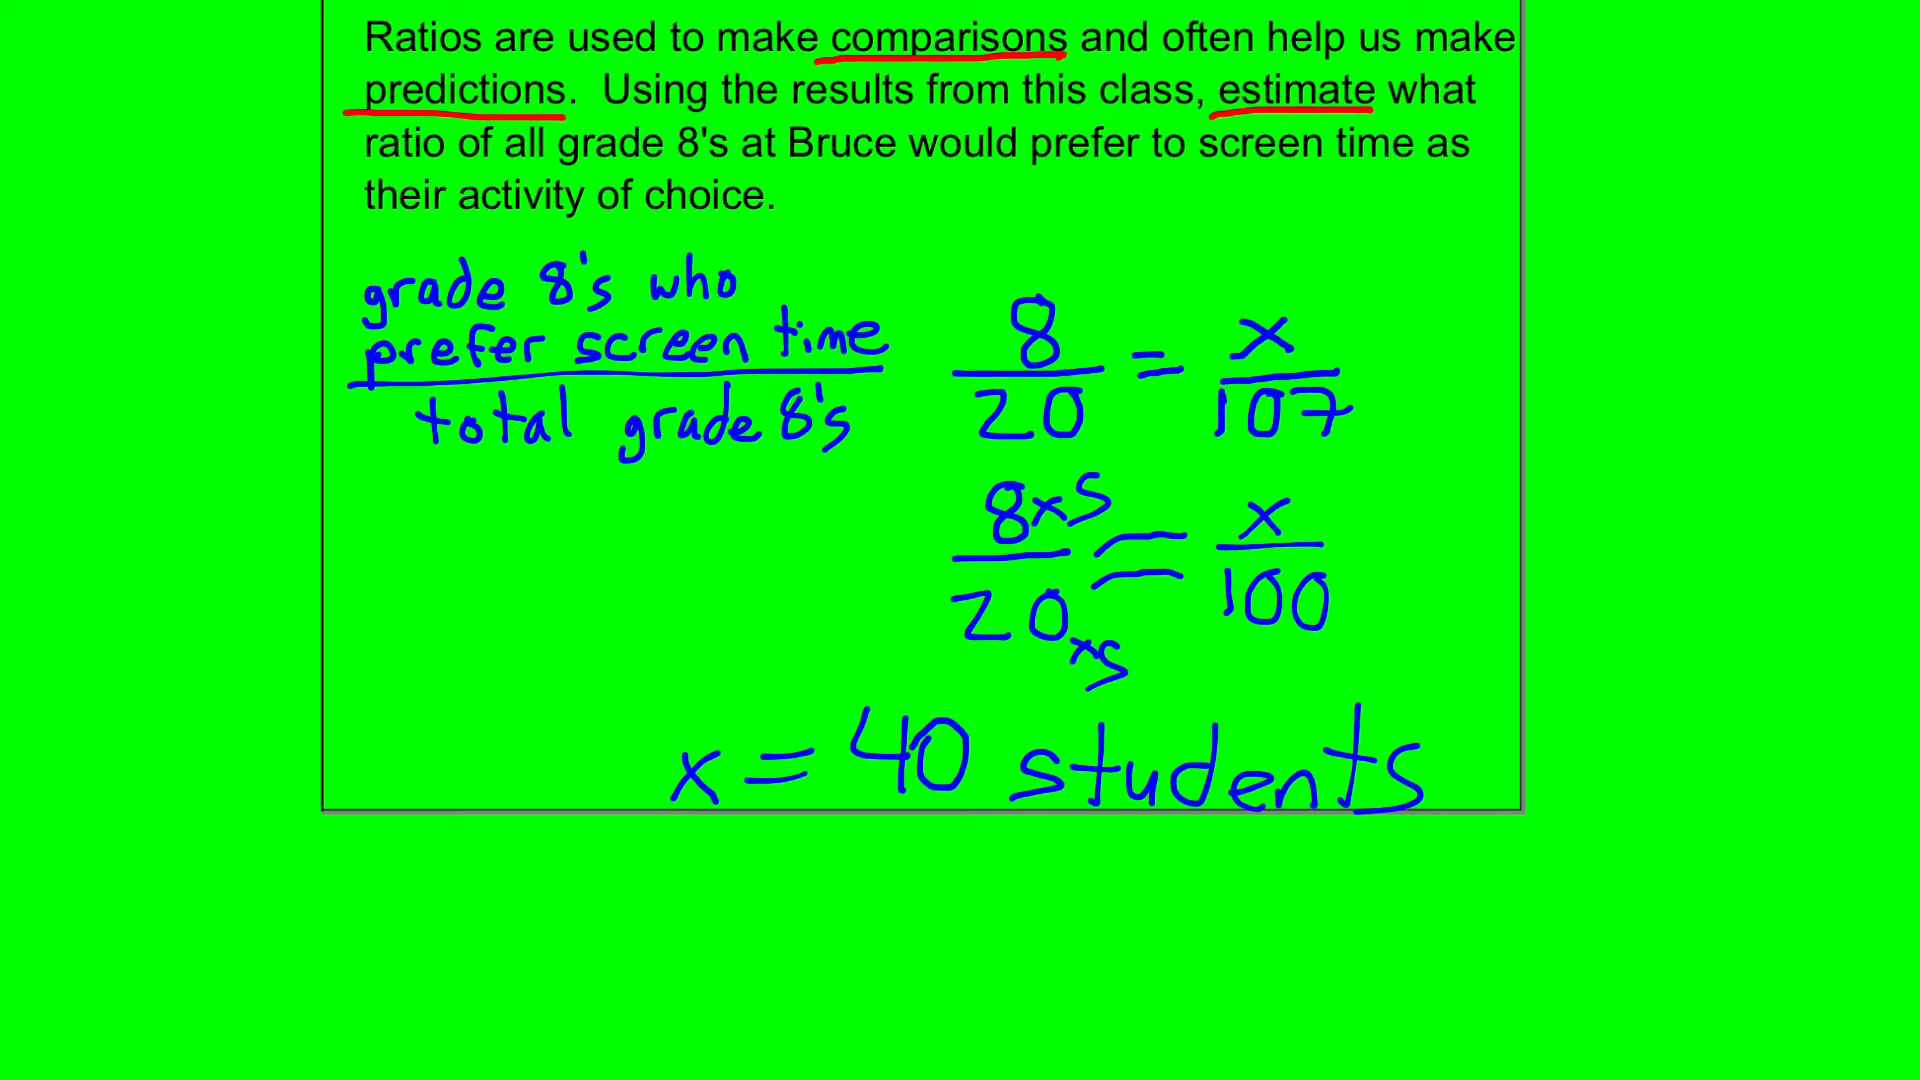 Ratios are used to make comparisons and often help us make
predictions. Using the results from this class, estimate what
ratio of all grade 8's at Bruce would prefer to screen time as
their activity of choice.
grade 8's who
prefer screen time
total grade 8's
8
20
=
x
107
8 x5
20 x5
=
x
100
x = 40 students